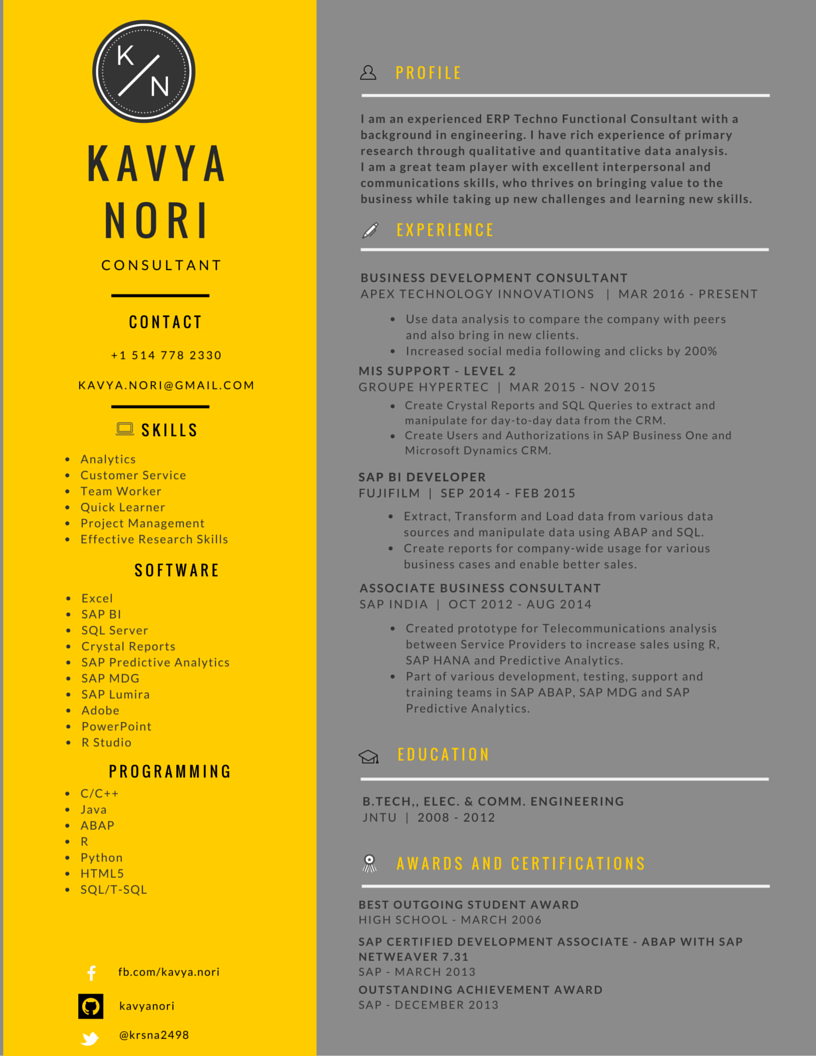 K
N
KAVYA
NORI
CONSULTANT
CONTACT
+1 514 778 2330
KAVYA.NORI@GMAIL.COM
SKILLS
• Analytics
• Customer Service
• Team Worker
• Quick Learner
• Project Management
• Effective Research Skills
SOFTWARE
• Excel
• SAP BI
• SQL Server
• Crystal Reports
• SAP Predictive Analytics
• SAP MDG
• SAP Lumira
• Adobe
• PowerPoint
• R Studio
PROGRAMMING
• C/C++
• Java
• ABAP
• R
• Python
• HTML5
• SQL/T-SQL
fb.com/kavya.nori
kavyanori
@krsna2498
PROFILE
I am an experienced ERP Techno Functional Consultant with a
background in engineering. I have rich experience of primary
research through qualitative and quantitative data analysis.
I am a great team player with excellent interpersonal and
communications skills, who thrives on bringing value to the
business while taking up new challenges and learning new skills.
EXPERIENCE
BUSINESS DEVELOPMENT CONSULTANT
APEX TECHNOLOGY INNOVATIONS | MAR 2016 - PRESENT
• Use data analysis to compare the company with peers
and also bring in new clients.
• Increased social media following and clicks by 200%
MIS SUPPORT - LEVEL 2
GROUPE HYPERTEC | MAR 2015 - NOV 2015
• Create Crystal Reports and SQL Queries to extract and
manipulate for day-to-day data from the CRM.
• Create Users and Authorizations in SAP Business One and
Microsoft Dynamics CRM.
SAP BI DEVELOPER
FUJIFILM | SEP 2014 - FEB 2015
• Extract, Transform and Load data from various data
sources and manipulate data using ABAP and SQL.
• Create reports for company-wide usage for various
business cases and enable better sales.
ASSOCIATE BUSINESS CONSULTANT
SAP INDIA | OCT 2012 - AUG 2014
• Created prototype for Telecommunications analysis
between Service Providers to increase sales using R,
SAP HANA and Predictive Analytics.
• Part of various development, testing, support and
training teams in SAP ABAP, SAP MDG and SAP
Predictive Analytics.
EDUCATION
B.TECH,, ELEC. & COMM. ENGINEERING
JNTU | 2008 - 2012
AWARDS AND CERTIFICATIONS
BEST OUTGOING STUDENT AWARD
HIGH SCHOOL - MARCH 2006
SAP CERTIFIED DEVELOPMENT ASSOCIATE - ABAP WITH SAP
NETWEAVER 7.31
SAP - MARCH 2013
OUTSTANDING ACHIEVEMENT AWARD
SAP - DECEMBER 2013